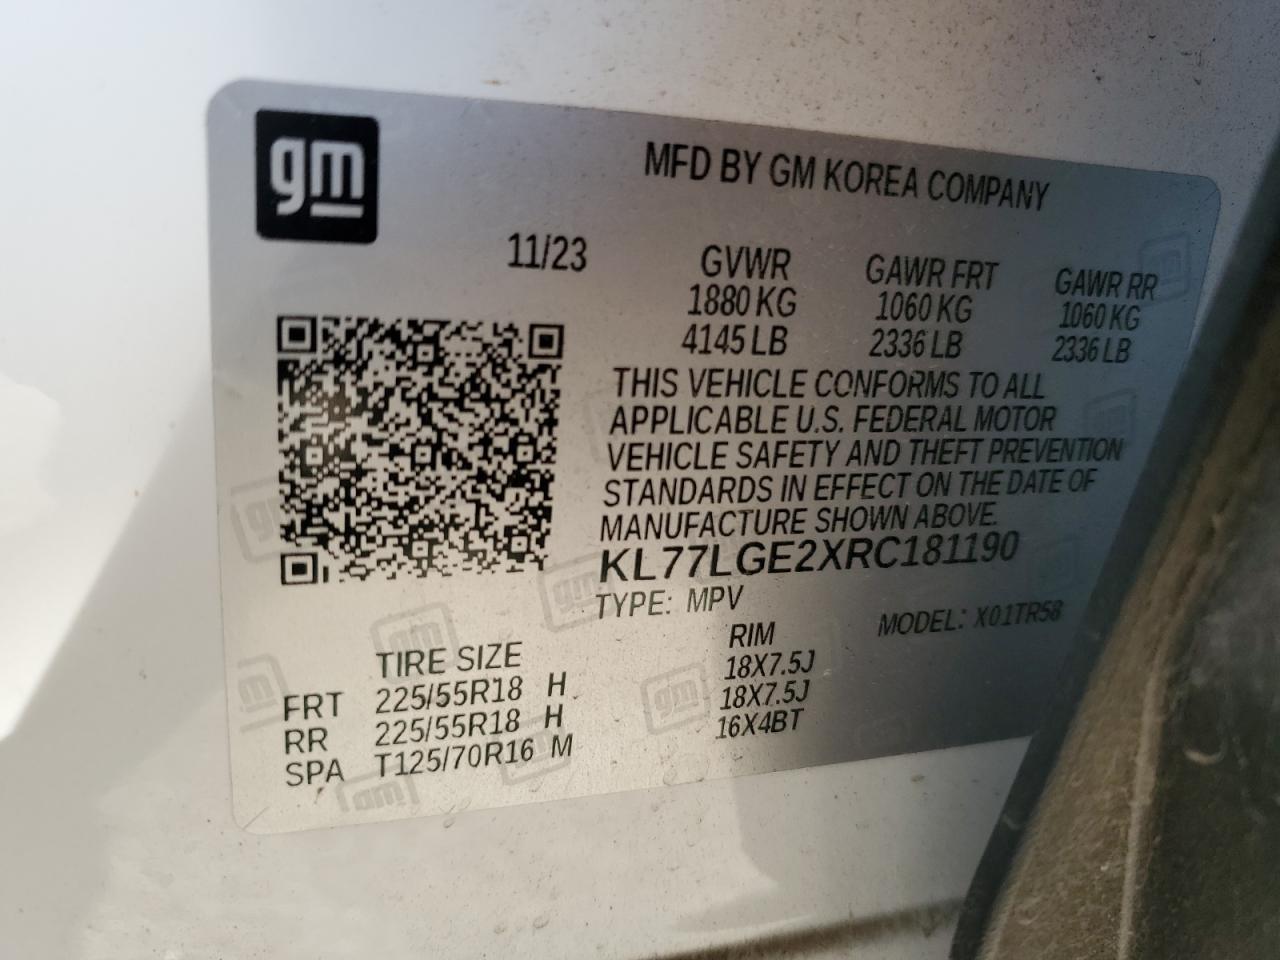 gm
MFD BY GM KOREA COMPANY
11/23 GVWR GAWR FRT GAWR RR
1880 KG 1060 KG 1060 KG
4145 LB 2336 LB 2336 LB
THIS VEHICLE CONFORMS TO ALL
APPLICABLE U.S. FEDERAL MOTOR
VEHICLE SAFETY AND THEFT PREVENTION
STANDARDS IN EFFECT ON THE DATE OF
MANUFACTURE SHOWN ABOVE.
KL77LGE2XRC181190
TYPE: MPV MODEL: X01TR58
TIRE SIZE RIM
FRT 225/55R18 H 18X7.5J
RR 225/55R18 H 18X7.5J
SPA T125/70R16 M 16X4BT